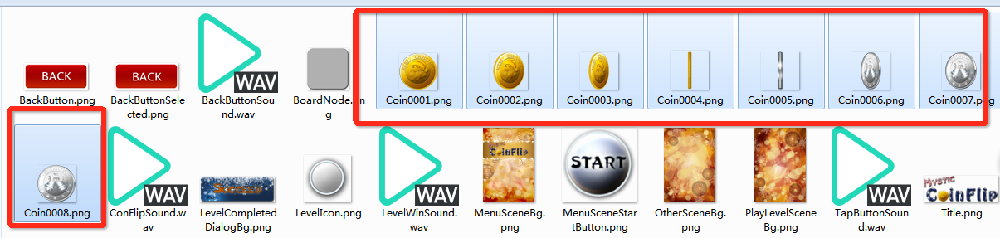 BACK
BACK
WAV
BackButton.png
BackButtonSele
cted.png
BackButtonSou
nd.wav
BoardNode.
n
g
Coin0001.png
Coin0002.png
Coin0003.png
Coin0004.png
Coin0005.png
Coin0006.png
Coin0007.png
Coin0008.png
WAV
ConFlipSound.w
av
SUCCEED
LevelCompleted
DialogBg.png
LevelIcon.png
WAV
LevelWinSound.
wav
MYSTIC
CoinFlip
MenuSceneBg.
png
START
MenuSceneStar
tButton.png
OtherSceneBg.
png
PlayLevelScene
Bg.png
WAV
TapButtonSoun
d.wav
MYSTIC
CoinFlip
Title.png